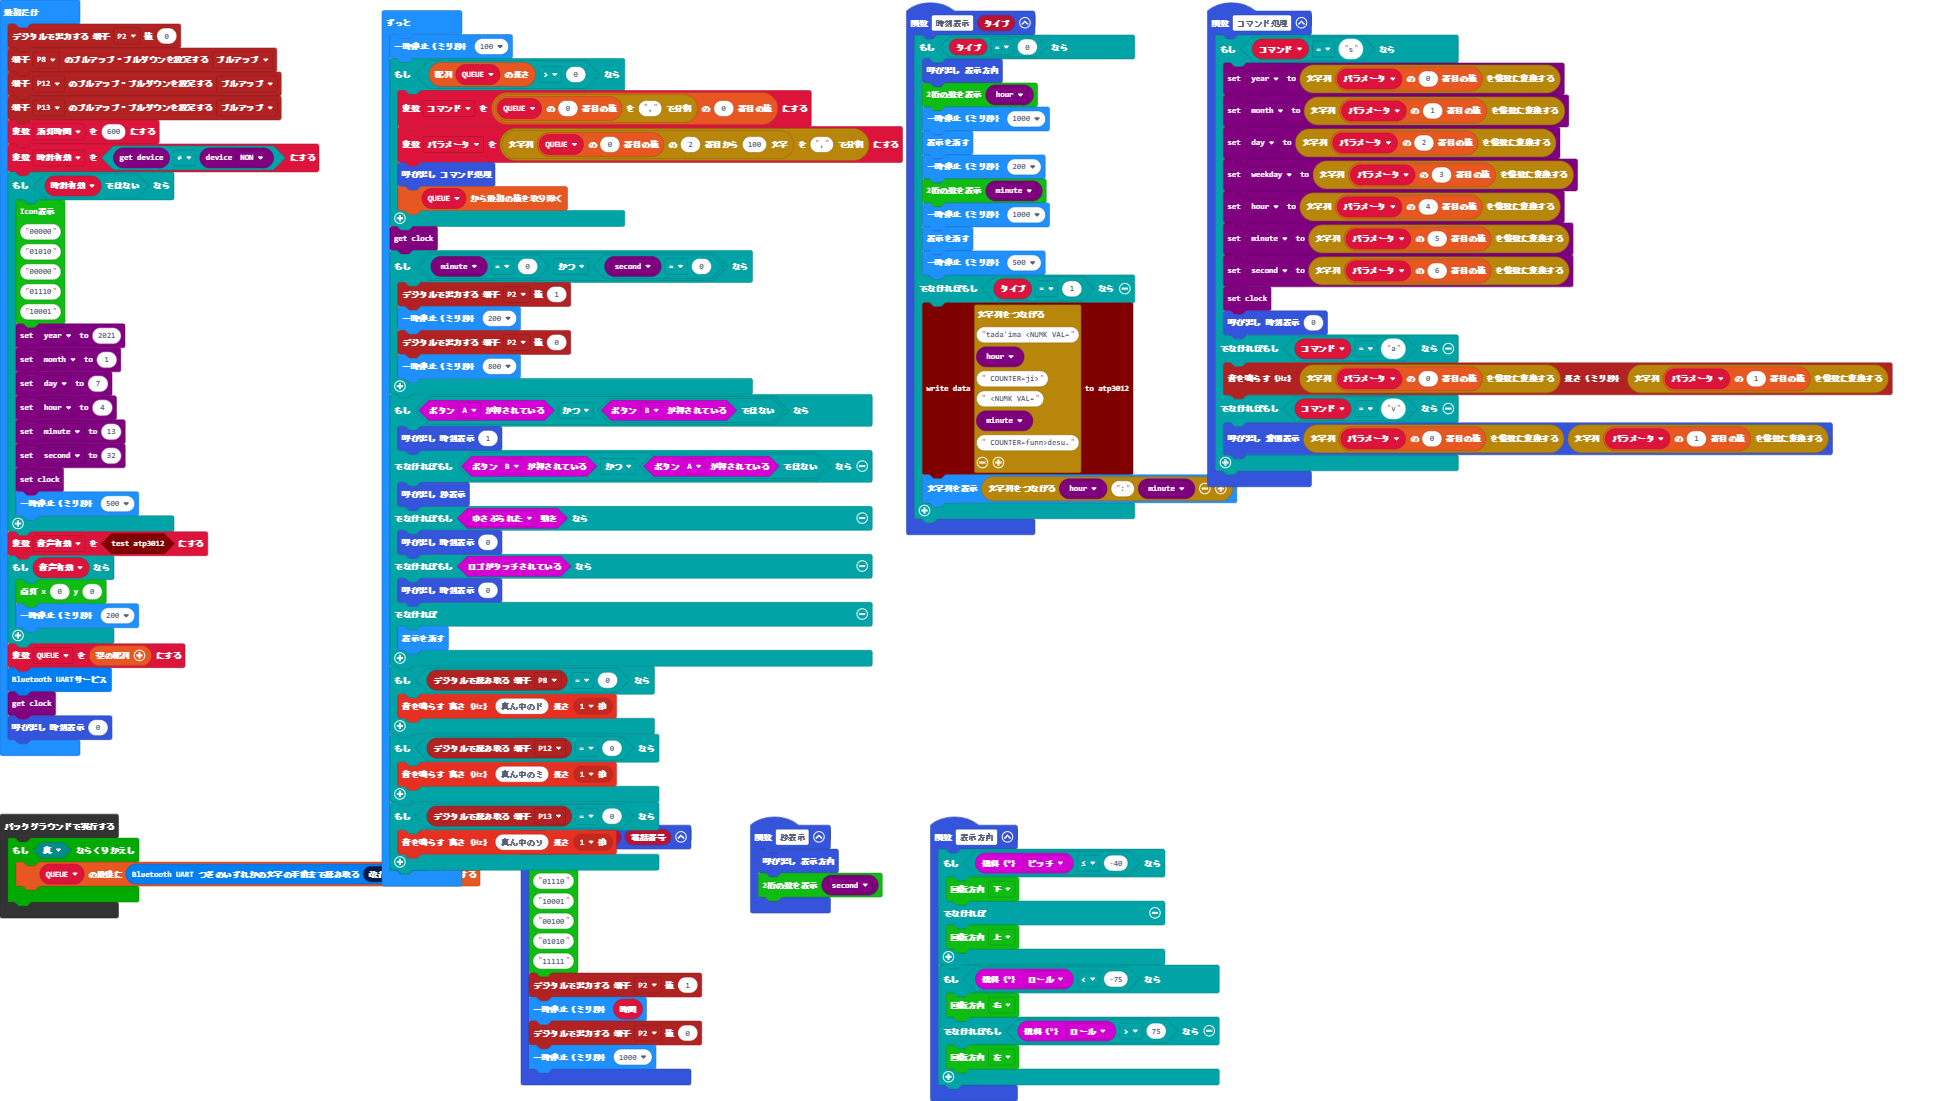 最初だけ
デジタルで出力する 端子 P2 値 0
端子 P8 のプルアップ・プルダウンを設定する プルアップ
端子 P12 のプルアップ・プルダウンを設定する プルアップ
端子 P13 のプルアップ・プルダウンを設定する プルアップ
変数 消灯時間 を 600 にする
変数 時計有効 を get device ≠ device NON にする
もし 時計有効 ではない なら
Icon表示
"00000"
"01010"
"00000"
"01110"
"10001"
set year to 2021
set month to 1
set day to 7
set hour to 4
set minute to 13
set second to 32
set clock
一時停止 (ミリ秒) 500
変数 音声有効 を test atp3012 にする
もし 音声有効 なら
点灯 x 0 y 0
一時停止 (ミリ秒) 200
変数 QUEUE を 空の配列 にする
Bluetooth UARTサービス
get clock
呼び出し 時刻表示 0
バックグラウンドで実行する
もし 真 ならくりかえし
QUEUE の最後に Bluetooth UART つぎのいずれかの文字の手前まで読み取る
する
ずっと
一時停止 (ミリ秒) 100
もし 配列 QUEUE の長さ > 0 なら
変数 コマンド を QUEUE の 0 番目の値 を "," で分割 の 0 番目の値 にする
変数 パラメータ を 文字列 QUEUE の 0 番目の値 の 2 番目から 100 文字 を "," で分割 にする
呼び出し コマンド処理
QUEUE から最初の値を取り除く
get clock
もし minute = 0 かつ second = 0 なら
デジタルで出力する 端子 P2 値 1
一時停止 (ミリ秒) 200
デジタルで出力する 端子 P2 値 0
一時停止 (ミリ秒) 800
もし ボタン A が押されている かつ ボタン B が押されている ではない なら
呼び出し 時刻表示 1
でなければもし ボタン B が押されている かつ ボタン A が押されている ではない なら
呼び出し 秒表示
でなければもし ゆさぶられた 動き なら
呼び出し 時刻表示 0
でなければもし ロゴがタッチされている なら
呼び出し 時刻表示 0
でなければ
表示を消す
もし デジタルで読み取る 端子 P8 = 0 なら
音を鳴らす 高さ (Hz) 真ん中のド 長さ 1 拍
もし デジタルで読み取る 端子 P12 = 0 なら
音を鳴らす 高さ (Hz) 真ん中のミ 長さ 1 拍
もし デジタルで読み取る 端子 P13 = 0 なら
音を鳴らす 高さ (Hz) 真ん中のソ 長さ 1 拍
電話番号
"01110"
"10001"
"00100"
"01010"
"11111"
デジタルで出力する 端子 P2 値 1
一時停止 (ミリ秒) 時間
デジタルで出力する 端子 P2 値 0
一時停止 (ミリ秒) 1000
関数 秒表示
呼び出し 表示方向
2桁の数を表示 second
関数 時刻表示 タイプ
もし タイプ = 0 なら
呼び出し 表示方向
2桁の数を表示 hour
一時停止 (ミリ秒) 1000
表示を消す
一時停止 (ミリ秒) 200
2桁の数を表示 minute
一時停止 (ミリ秒) 1000
表示を消す
一時停止 (ミリ秒) 500
でなければもし タイプ = 1 なら
文字列をつなげる
"tada'ima <NUMK VAL="
hour
" COUNTER=ji>"
write data to atp3012
" <NUMK VAL="
minute
" COUNTER=funn>desu."
文字列を表示 文字列をつなげる hour ":" minute
関数 表示方向
もし 傾斜 (°) ピッチ ≤ -40 なら
回転方向 下
でなければ
回転方向 上
もし 傾斜 (°) ロール < -75 なら
回転方向 右
でなければもし 傾斜 (°) ロール > 75 なら
回転方向 左
関数 コマンド処理
もし コマンド = "s" なら
set year to 文字列 パラメータ の 0 番目の値 を整数に変換する
set month to 文字列 パラメータ の 1 番目の値 を整数に変換する
set day to 文字列 パラメータ の 2 番目の値 を整数に変換する
set weekday to 文字列 パラメータ の 3 番目の値 を整数に変換する
set hour to 文字列 パラメータ の 4 番目の値 を整数に変換する
set minute to 文字列 パラメータ の 5 番目の値 を整数に変換する
set second to 文字列 パラメータ の 6 番目の値 を整数に変換する
set clock
呼び出し 時刻表示 0
でなければもし コマンド = "a" なら
音を鳴らす (Hz) 文字列 パラメータ の 0 番目の値 を整数に変換する 長さ (ミリ秒) 文字列 パラメータ の 1 番目の値 を整数に変換する
でなければもし コマンド = "v" なら
呼び出し 文字列 パラメータ の 0 番目の値 を整数に変換する 文字列 パラメータ の 1 番目の値 を整数に変換する